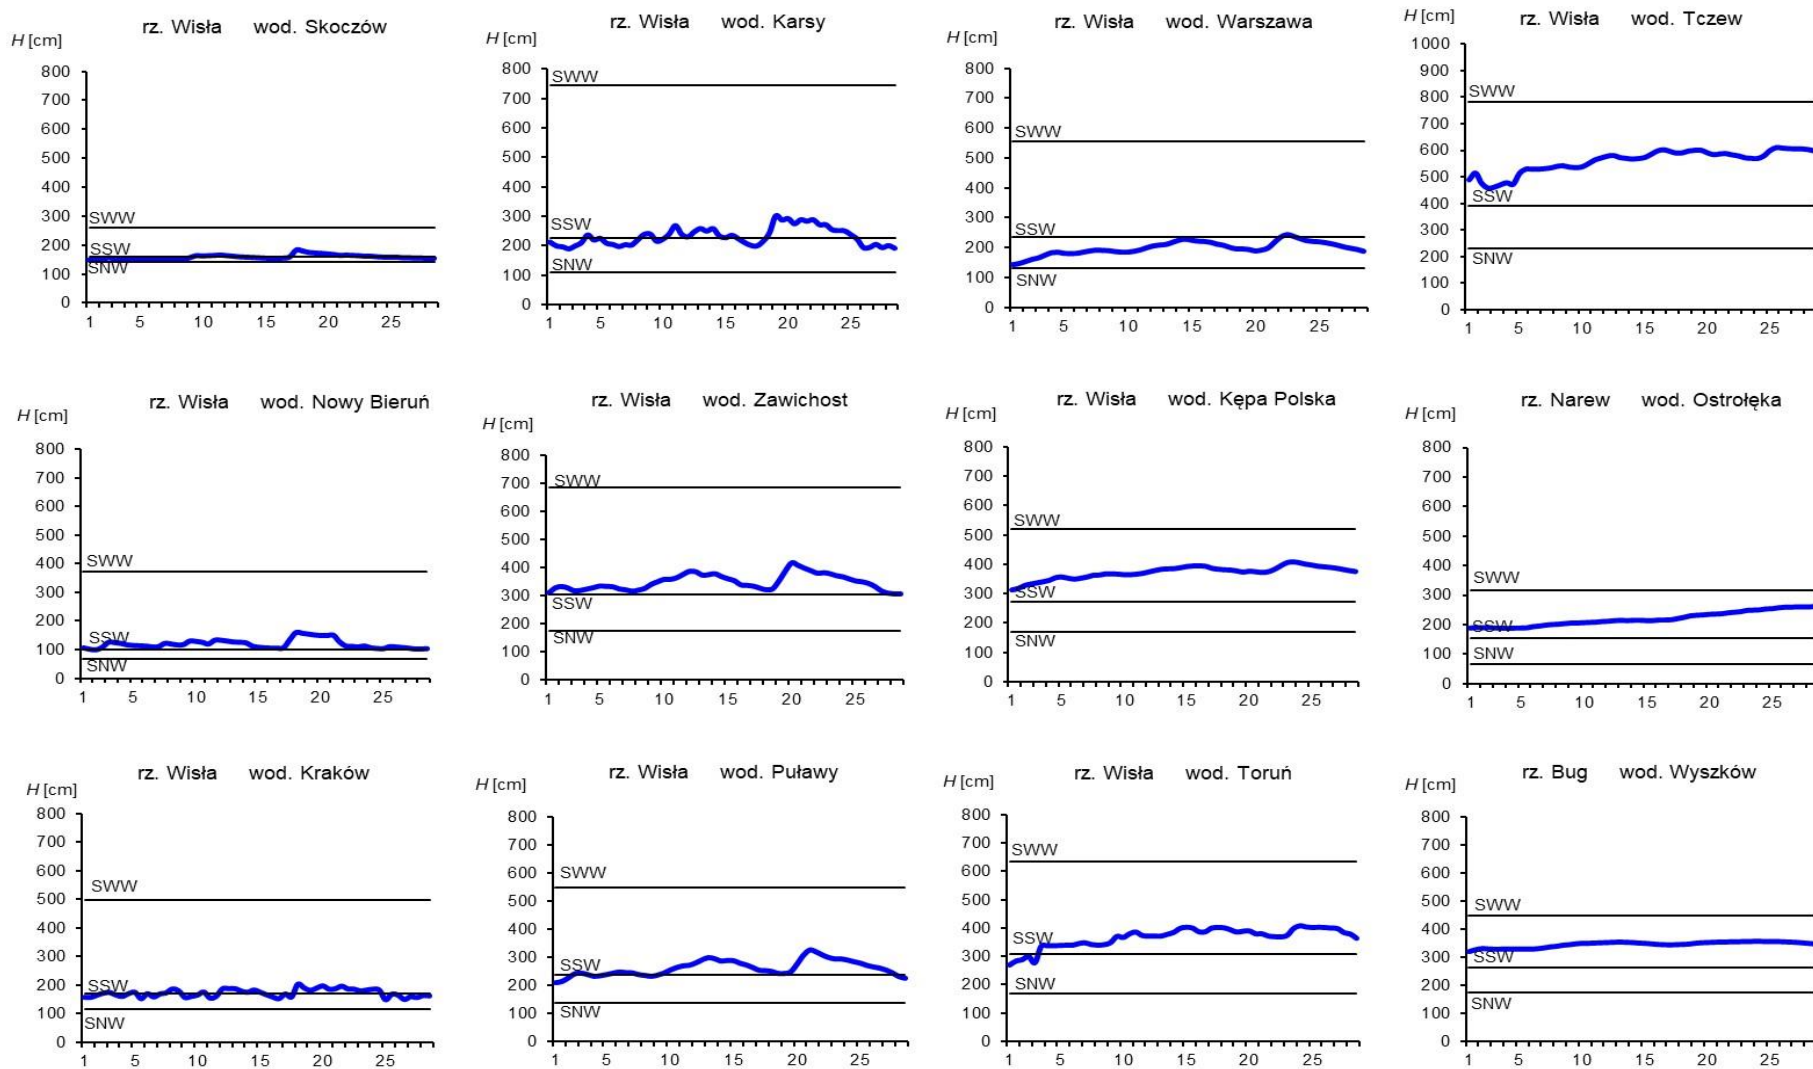 rz. Wisła wod. Skoczów
H [cm]
800
700
600
500
400
300
200
100
0
SWW
SSW
SNW
1 5 10 15 20 25
rz. Wisła wod. Karsy
H [cm]
800
700
600
500
400
300
200
100
0
SWW
SSW
SNW
1 5 10 15 20 25
rz. Wisła wod. Warszawa
H [cm]
800
700
600
500
400
300
200
100
0
SWW
SSW
SNW
1 5 10 15 20 25
rz. Wisła wod. Tczew
H [cm]
1000
900
800
700
600
500
400
300
200
100
0
SWW
SSW
SNW
1 5 10 15 20 25
rz. Wisła wod. Nowy Bieruń
H [cm]
800
700
600
500
400
300
200
100
0
SWW
SSW
SNW
1 5 10 15 20 25
rz. Wisła wod. Zawichost
H [cm]
800
700
600
500
400
300
200
100
0
SWW
SSW
SNW
1 5 10 15 20 25
rz. Wisła wod. Kępa Polska
H [cm]
800
700
600
500
400
300
200
100
0
SWW
SSW
SNW
1 5 10 15 20 25
rz. Narew wod. Ostrołęka
H [cm]
800
700
600
500
400
300
200
100
0
SWW
SSW
SNW
1 5 10 15 20 25
rz. Wisła wod. Kraków
H [cm]
800
700
600
500
400
300
200
100
0
SWW
SSW
SNW
1 5 10 15 20 25
rz. Wisła wod. Puławy
H [cm]
800
700
600
500
400
300
200
100
0
SWW
SSW
SNW
1 5 10 15 20 25
rz. Wisła wod. Toruń
H [cm]
800
700
600
500
400
300
200
100
0
SWW
SSW
SNW
1 5 10 15 20 25
rz. Bug wod. Wyszków
H [cm]
800
700
600
500
400
300
200
100
0
SWW
SSW
SNW
1 5 10 15 20 25